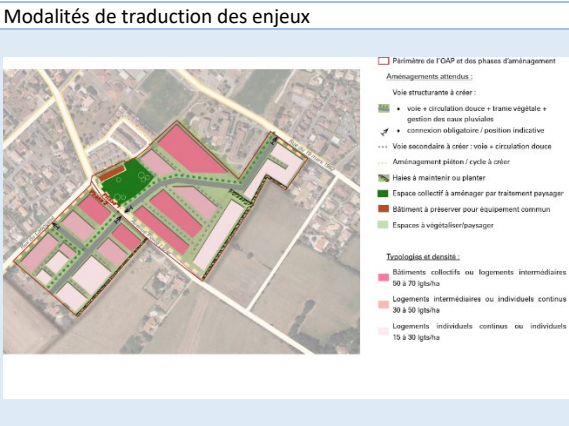 Modalités de traduction des enjeux
Périmètre de l'OAP et des phases d'aménagement
Aménagements attendus :
Voie structurante à créer :
• voie + circulation douce + trame végétale +
gestion des eaux pluviales
• connexion obligatoire / position indicative
Voie secondaire à créer : voie + circulation douce
Aménagement piéton / cycle à créer
Haies à maintenir ou planter
Espace collectif à aménager par traitement paysager
Bâtiment à préserver pour équipement commun
Espaces à végétaliser/paysager
Typologies et densité :
Bâtiments collectifs ou logements intermédiaires
50 à 70 lgts/ha
Logements intermédiaires ou individuels continus
30 à 50 lgts/ha
Logements individuels continus ou individuels
15 à 30 lgts/ha